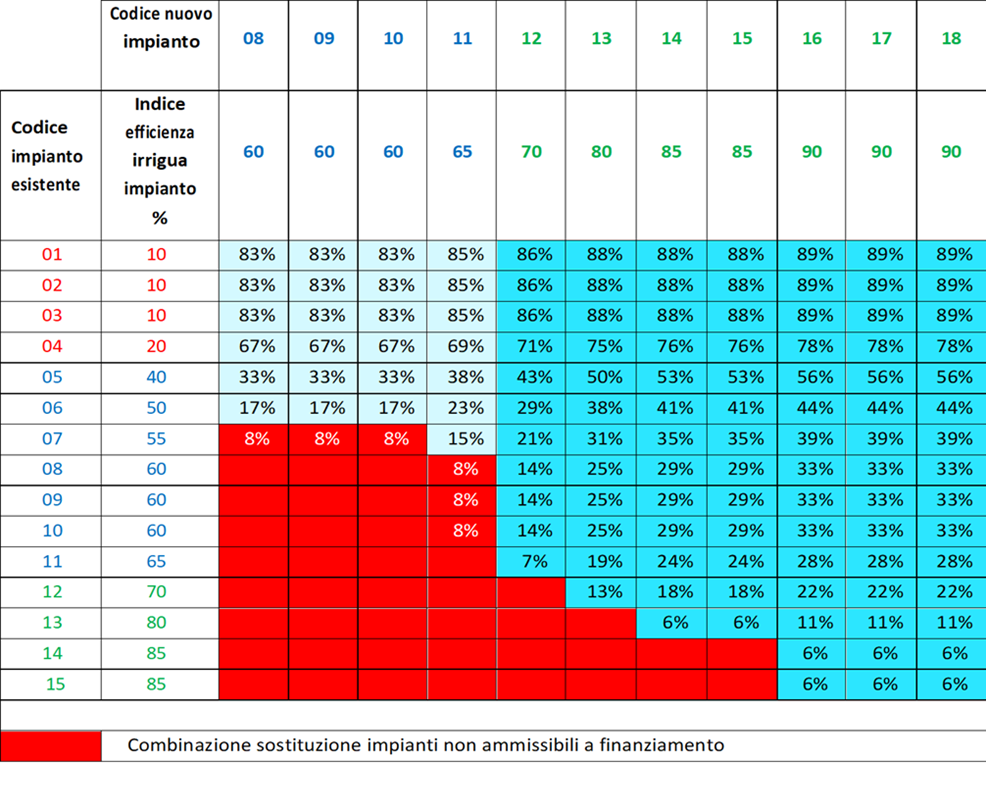 Codice nuovo impianto 08 09 10 11 12 13 14 15 16 17 18
Codice impianto esistente Indice efficienza irrigua impianto % 60 60 60 65 70 80 85 85 90 90 90
01 10 83% 83% 83% 85% 86% 88% 88% 88% 89% 89% 89%
02 10 83% 83% 83% 85% 86% 88% 88% 88% 89% 89% 89%
03 10 83% 83% 83% 85% 86% 88% 88% 88% 89% 89% 89%
04 20 67% 67% 67% 69% 71% 75% 76% 76% 78% 78% 78%
05 40 33% 33% 33% 38% 43% 50% 53% 53% 56% 56% 56%
06 50 17% 17% 17% 23% 29% 38% 41% 41% 44% 44% 44%
07 55 8% 8% 8% 15% 21% 31% 35% 35% 39% 39% 39%
08 60 8% 14% 25% 29% 29% 33% 33% 33%
09 60 8% 14% 25% 29% 29% 33% 33% 33%
10 60 8% 14% 25% 29% 29% 33% 33% 33%
11 65 7% 19% 24% 24% 28% 28% 28%
12 70 13% 18% 18% 22% 22% 22%
13 80 6% 6% 11% 11% 11%
14 85 6% 6% 6%
15 85 6% 6% 6%
Combinazione sostituzione impianti non ammissibili a finanziamento